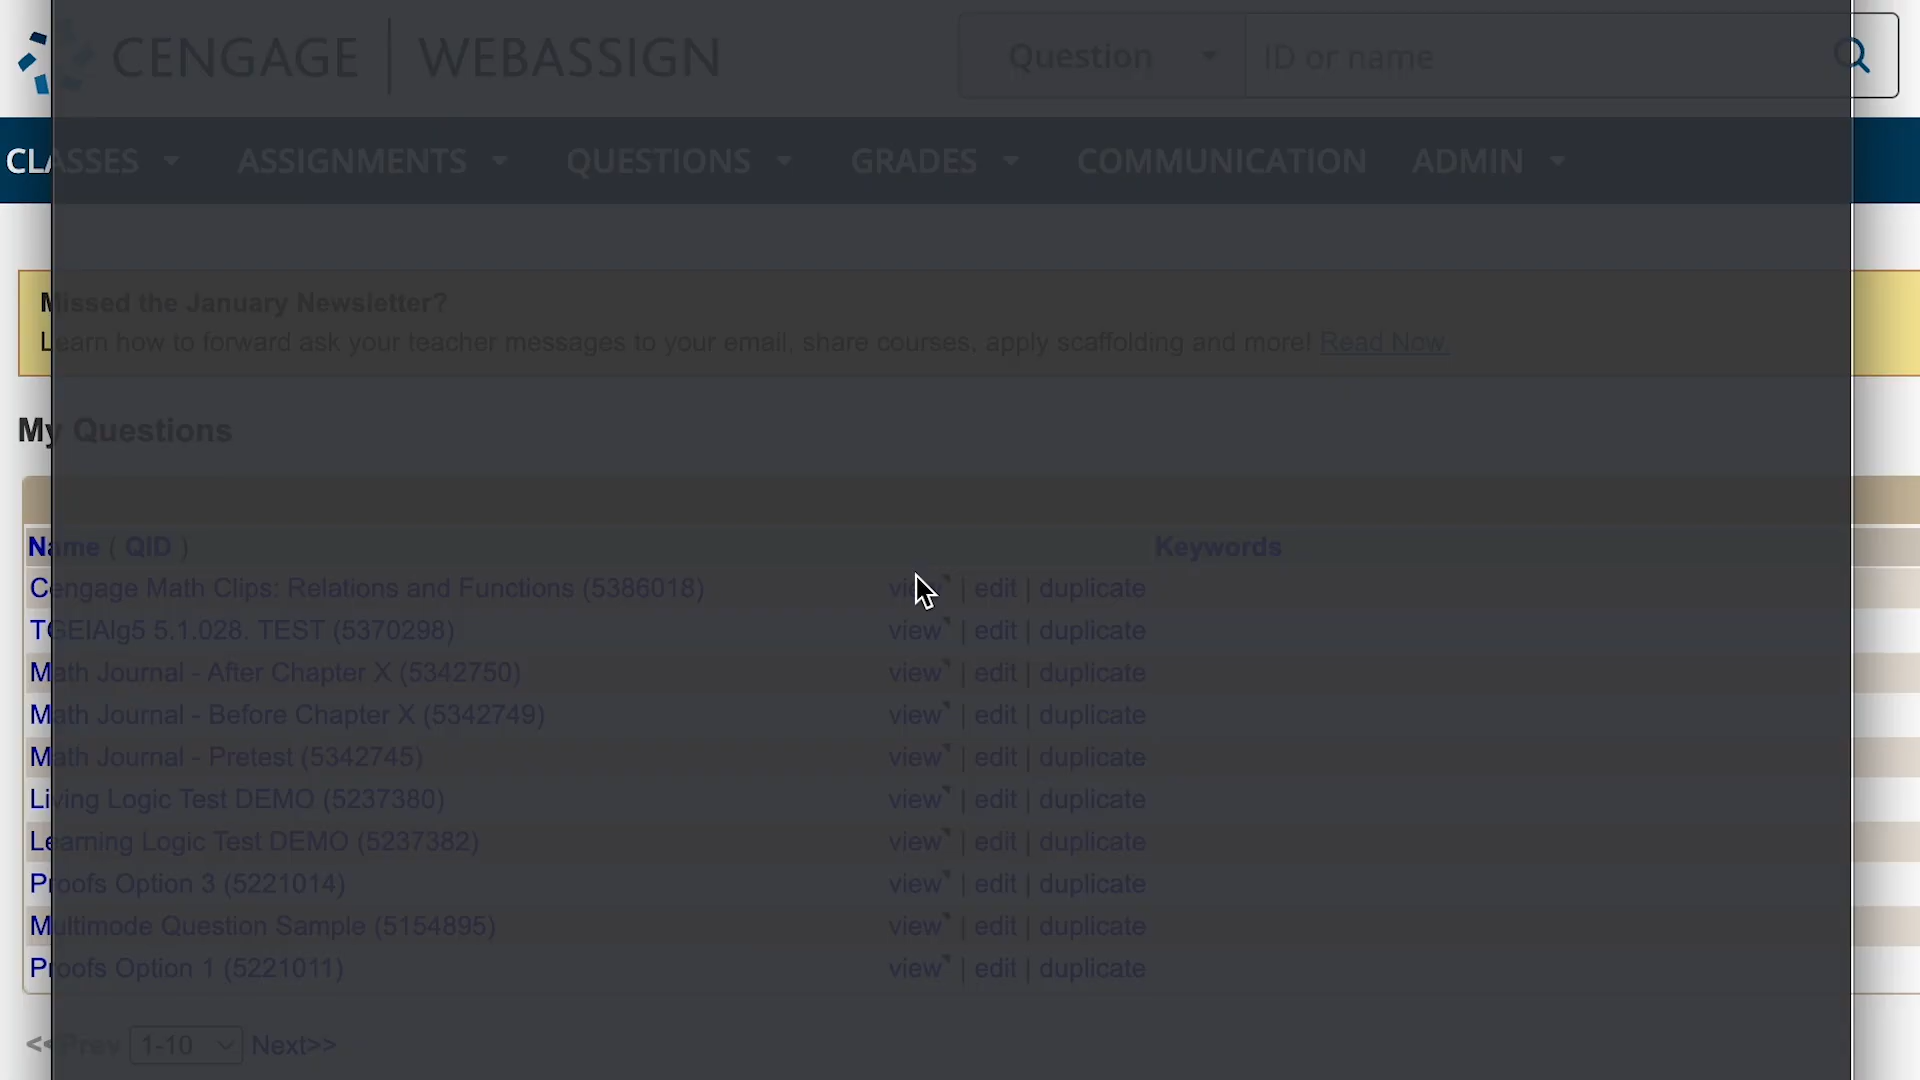 CENGAGE | WEBASSIGN
Question
ID or name
CLASSES
ASSIGNMENTS
QUESTIONS
GRADES
COMMUNICATION
ADMIN
Missed the January Newsletter?
Learn how to forward ask your teacher messages to your email, share courses, apply scaffolding and more! Read Now.
My Questions
Name ( QID ) Keywords
Cengage Math Clips: Relations and Functions (5386018) view | edit | duplicate
TGEIAlg5 5.1.028. TEST (5370298) view | edit | duplicate
Math Journal - After Chapter X (5342750) view | edit | duplicate
Math Journal - Before Chapter X (5342749) view | edit | duplicate
Math Journal - Pretest (5342745) view | edit | duplicate
Living Logic Test DEMO (5237380) view | edit | duplicate
Learning Logic Test DEMO (5237382) view | edit | duplicate
Proofs Option 3 (5221014) view | edit | duplicate
Multimode Question Sample (5154895) view | edit | duplicate
Proofs Option 1 (5221011) view | edit | duplicate
<< Prev 1-10 Next>>